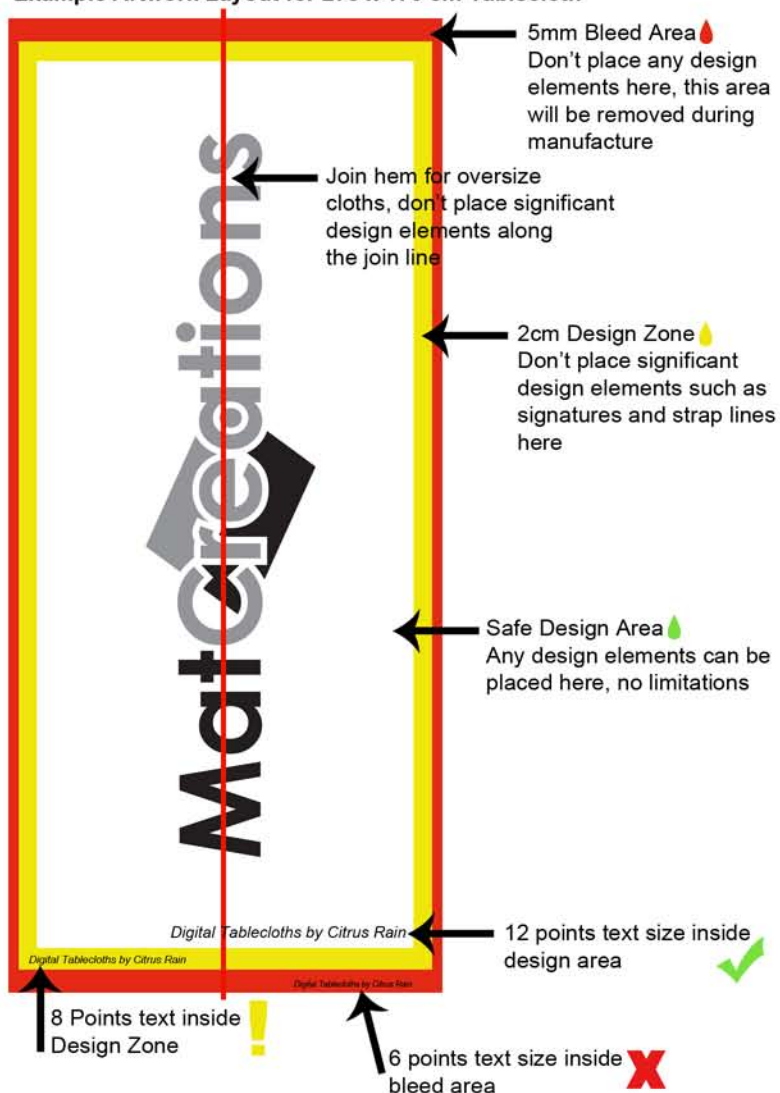 5mm Bleed Area
Don't place any design
elements here, this area
will be removed during
manufacture
Join hem for oversize
cloths, don't place significant
design elements along
the join line
2cm Design Zone
Don't place significant
design elements such as
signatures and strap lines
here
MatCreations
Safe Design Area
Any design elements can be
placed here, no limitations
Digital Tablecloths by Citrus Rain
12 points text size inside
design area
Digital Tablecloths by Citrus Rain
Digital Tablecloths by Citrus Rain
8 Points text inside
Design Zone
!
6 points text size inside
bleed area
X